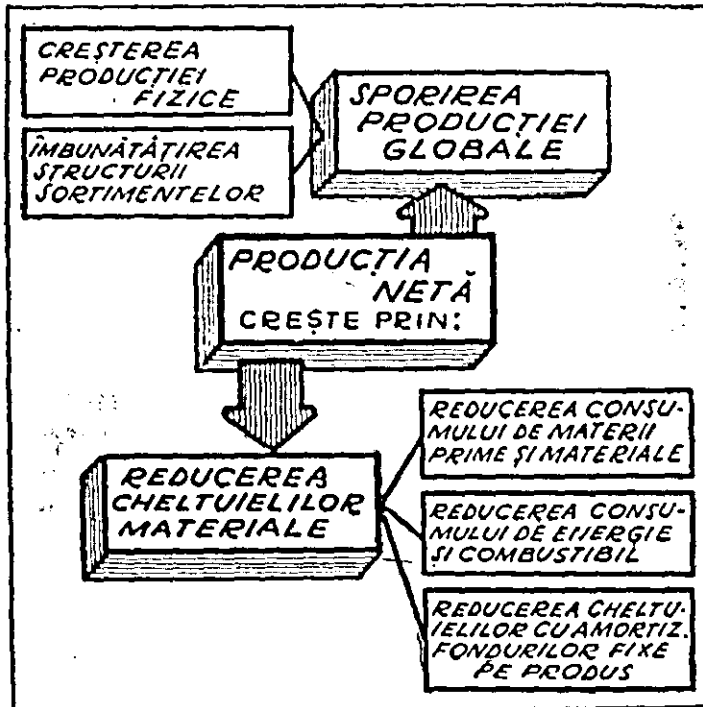 CREȘTEREA
PRODUCȚIEI
FIZICE
ÎMBUNĂTĂȚIREA
STRUCTURII
SORTIMENTELOR
SPORIREA
PRODUCȚIEI
GLOBALE
PRODUCȚIA
NETĂ
CREȘTE PRIN:
REDUCEREA
CHELTUIELILOR
MATERIALE
REDUCEREA CONSU-
MULUI DE MATERII
PRIME ȘI MATERIALE
REDUCEREA CONSU-
MULUI DE ENERGIE
ȘI COMBUSTIBIL
REDUCEREA CHELTU-
IELILOR CU AMORTIZ.
FONDURILOR FIXE
PE PRODUS